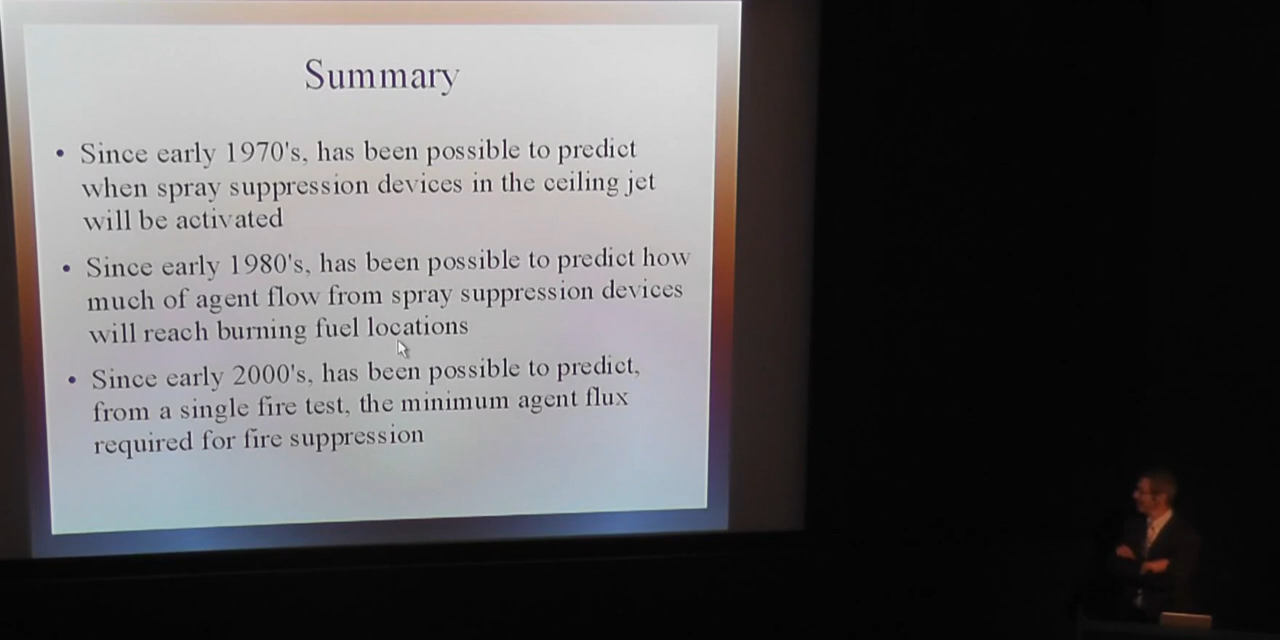 Summary
• Since early 1970's, has been possible to predict
when spray suppression devices in the ceiling jet
will be activated
• Since early 1980's, has been possible to predict how
much of agent flow from spray suppression devices
will reach burning fuel locations
• Since early 2000's, has been possible to predict,
from a single fire test, the minimum agent flux
required for fire suppression